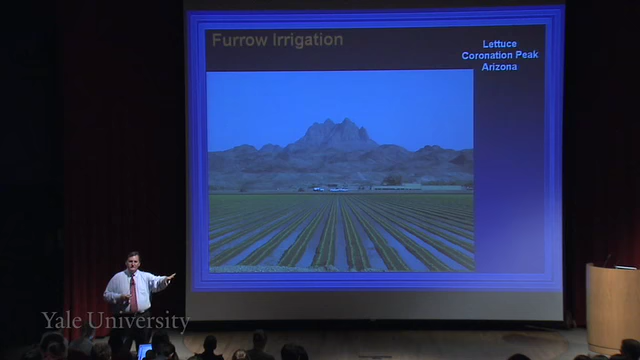 Furrow Irrigation
Lettuce
Coronation Peak
Arizona
Yale University